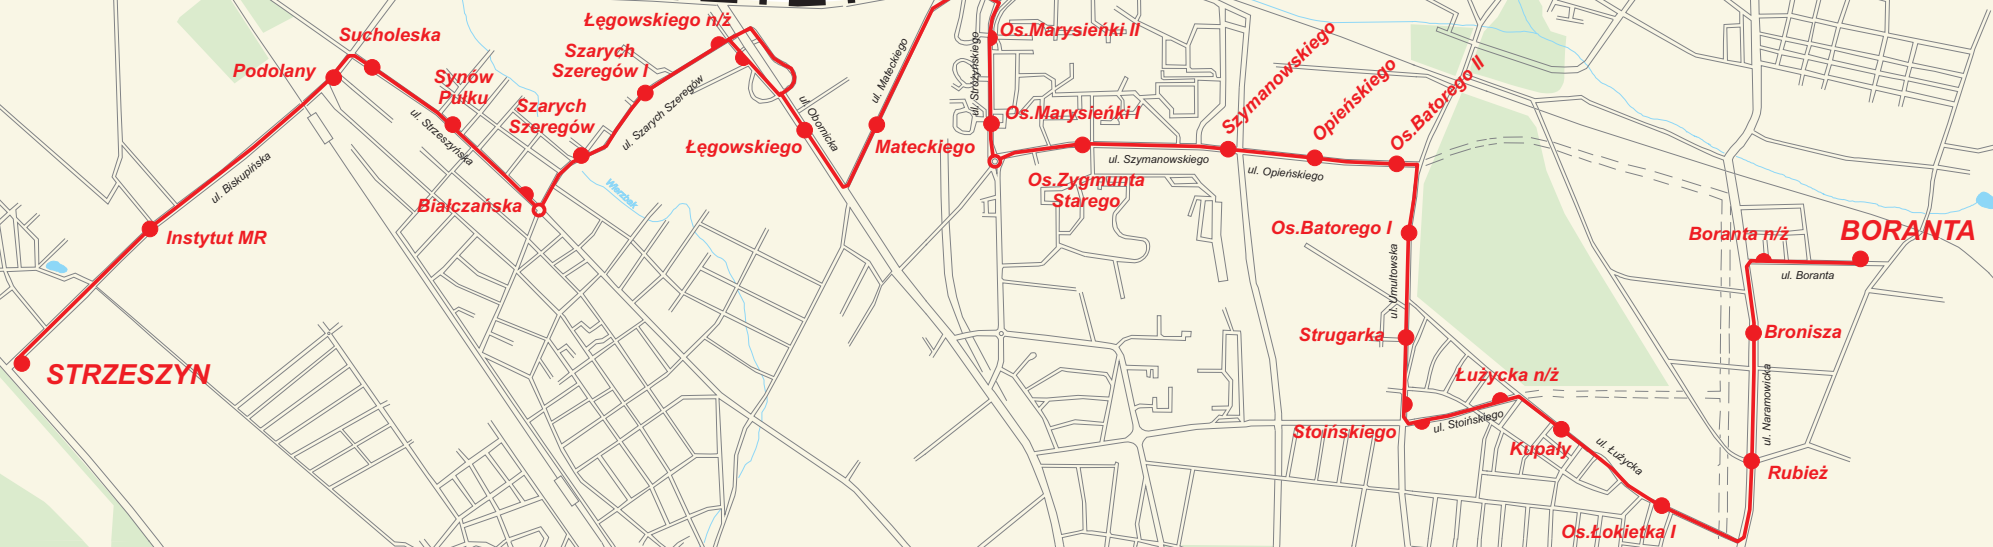 Łęgowskiego n/ż
Os.Marysieńki II
Sucholeska
Szarych
Szeregów I
Podolany
Synów
Pułku
Szarych
Szeregów
ul. Strzeszyńska
ul. Szarych Szeregów
ul. Obornicka
ul. Mateckiego
ul. Stróżyńskiego
Łęgowskiego
Mateckiego
Os.Marysieńki I
Szymanowskiego
Opieńskiego
Os.Batorego II
ul. Szymanowskiego
ul. Opieńskiego
Os.Zygmunta
Starego
ul. Biskupińska
Wierzbak
Białczańska
Instytut MR
Os.Batorego I
ul. Umultowska
Boranta n/ż
BORANTA
ul. Boranta
Strugarka
Bronisza
STRZESZYN
Łużycka n/ż
ul. Naramowicka
Stoińskiego
ul. Stoińskiego
Kupały
ul. Łużycka
Rubież
Os.Łokietka I